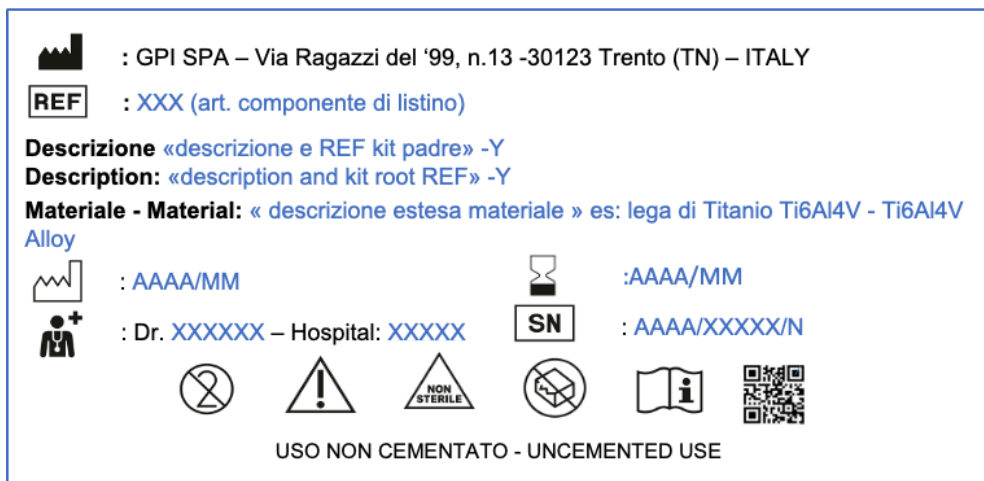 : GPI SPA – Via Ragazzi del ‘99, n.13 -30123 Trento (TN) – ITALY
REF : XXX (art. componente di listino)
Descrizione «descrizione e REF kit padre» -Y
Description: «description and kit root REF» -Y
Materiale - Material: « descrizione estesa materiale » es: lega di Titanio Ti6Al4V - Ti6Al4V
Alloy
: AAAA/MM :AAAA/MM
: Dr. XXXXXX – Hospital: XXXXX SN : AAAA/XXXXX/N
2 NON STERILE i
USO NON CEMENTATO - UNCEMENTED USE